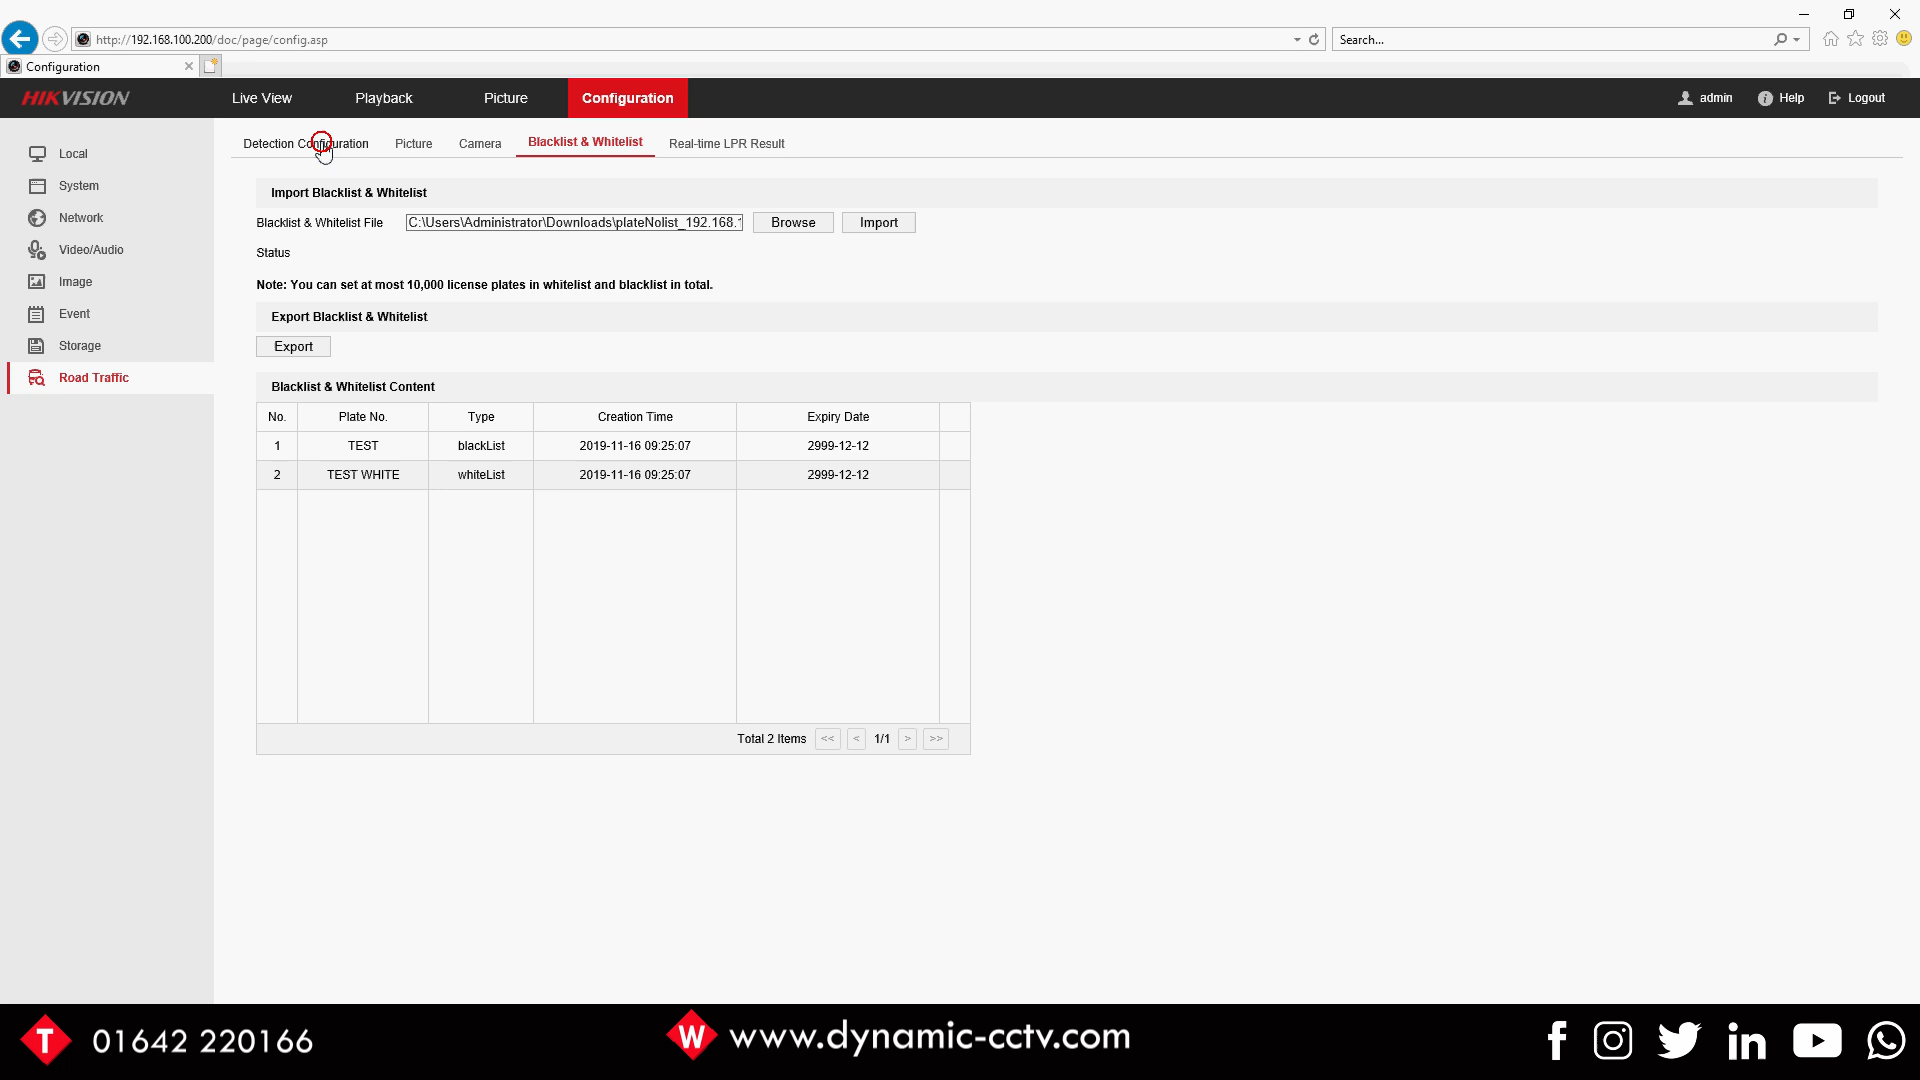 http://192.168.100.200/doc/page/config.asp
Search...
Configuration
HIKVISION
Live View
Playback
Picture
Configuration
admin
Help
Logout
Local
System
Network
Video/Audio
Image
Event
Storage
Road Traffic
Detection Configuration
Picture
Camera
Blacklist & Whitelist
Real-time LPR Result
Import Blacklist & Whitelist
Blacklist & Whitelist File C:\Users\Administrator\Downloads\plateNolist_192.168.1 Browse Import
Status
Note: You can set at most 10,000 license plates in whitelist and blacklist in total.
Export Blacklist & Whitelist
Export
Blacklist & Whitelist Content
No. Plate No. Type Creation Time Expiry Date
1 TEST blackList 2019-11-16 09:25:07 2999-12-12
2 TEST WHITE whiteList 2019-11-16 09:25:07 2999-12-12
Total 2 Items << < 1/1 > >>
T 01642 220166
W www.dynamic-cctv.com